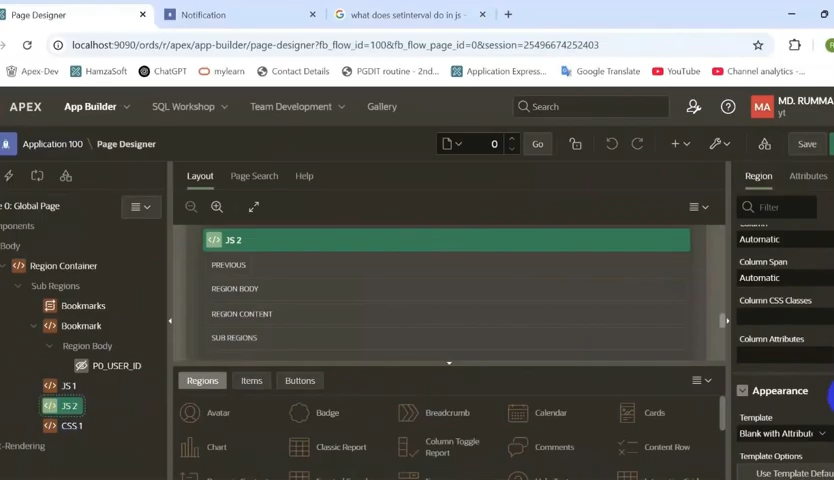 Page Designer
Notification
what does setinterval do in js -
localhost:9090/ords/r/apex/app-builder/page-designer?fb_flow_id=100&fb_flow_page_id=0&session=25496674252403
Apex-Dev
HamzaSoft
ChatGPT
mylearn
Contact Details
PGDIT routine - 2nd...
Application Express...
Google Translate
YouTube
Channel analytics -...
APEX
App Builder
SQL Workshop
Team Development
Gallery
Search
MA
MD. RUMMA
yt
Application 100 \ Page Designer
0
Go
Save
Layout
Page Search
Help
Region
Attributes
e 0: Global Page
mponents
Body
Region Container
Sub Regions
Bookmarks
Bookmark
Region Body
P0_USER_ID
JS 1
JS 2
CSS 1
t-Rendering
JS 2
PREVIOUS
REGION BODY
REGION CONTENT
SUB REGIONS
Regions
Items
Buttons
Avatar
Badge
Breadcrumb
Calendar
Cards
Chart
Classic Report
Column Toggle
Report
Comments
Content Row
Filter
Automatic
Column Span
Automatic
Column CSS Classes
Column Attributes
Appearance
Template
Blank with Attribute
Template Options
Use Template Defau